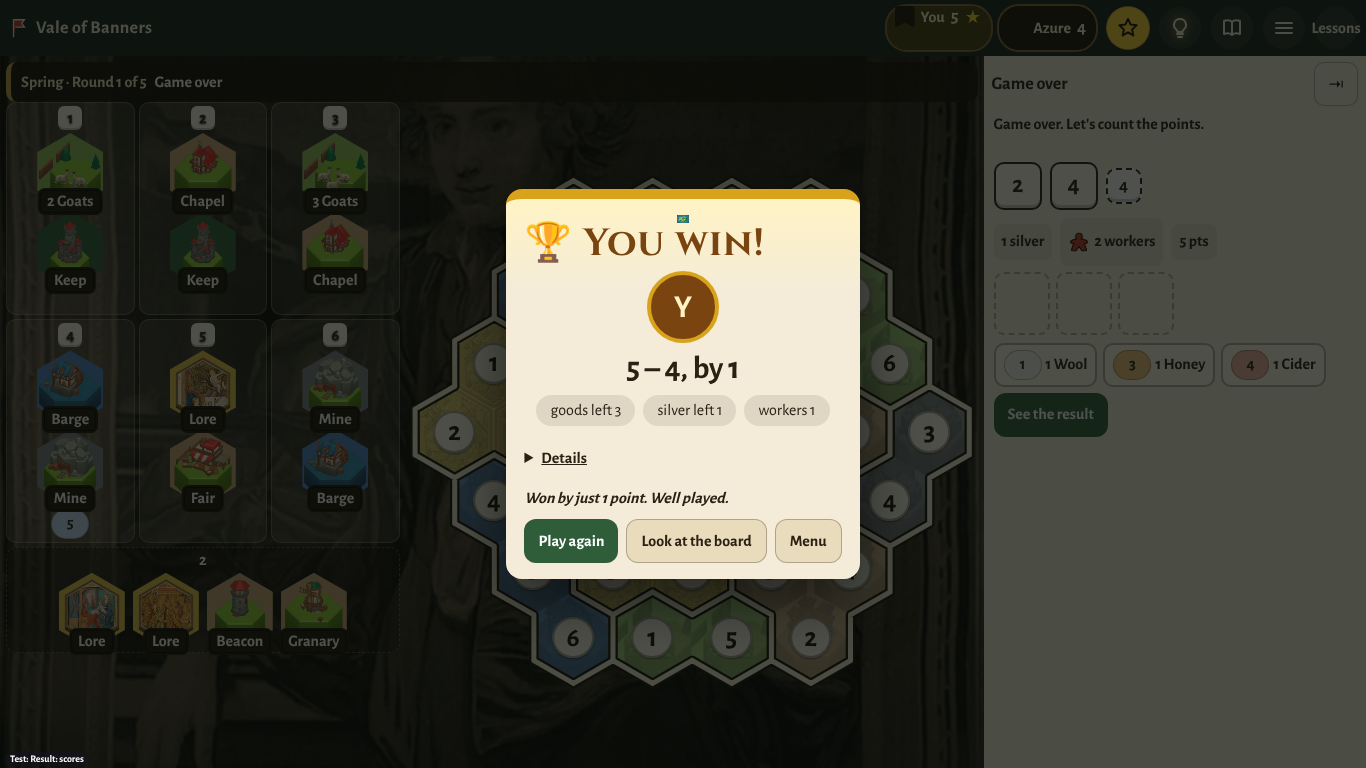 Vale of Banners
You 5 ★
Azure 4
Lessons
Spring · Round 1 of 5 Game over
1
2
3
2 Goats
Chapel
3 Goats
Keep
Keep
Chapel
4
5
6
Barge
Lore
Mine
Mine
Fair
Barge
5
2
Lore
Lore
Beacon
Granary
1
2
4
6
3
4
6
1
5
2
YOU WIN!
Y
5 – 4, by 1
goods left 3
silver left 1
workers 1
Details
Won by just 1 point. Well played.
Play again
Look at the board
Menu
Game over
Game over. Let's count the points.
2
4
4
1 silver
2 workers
5 pts
1
1 Wool
3
1 Honey
4
1 Cider
See the result
Test: Result: scores